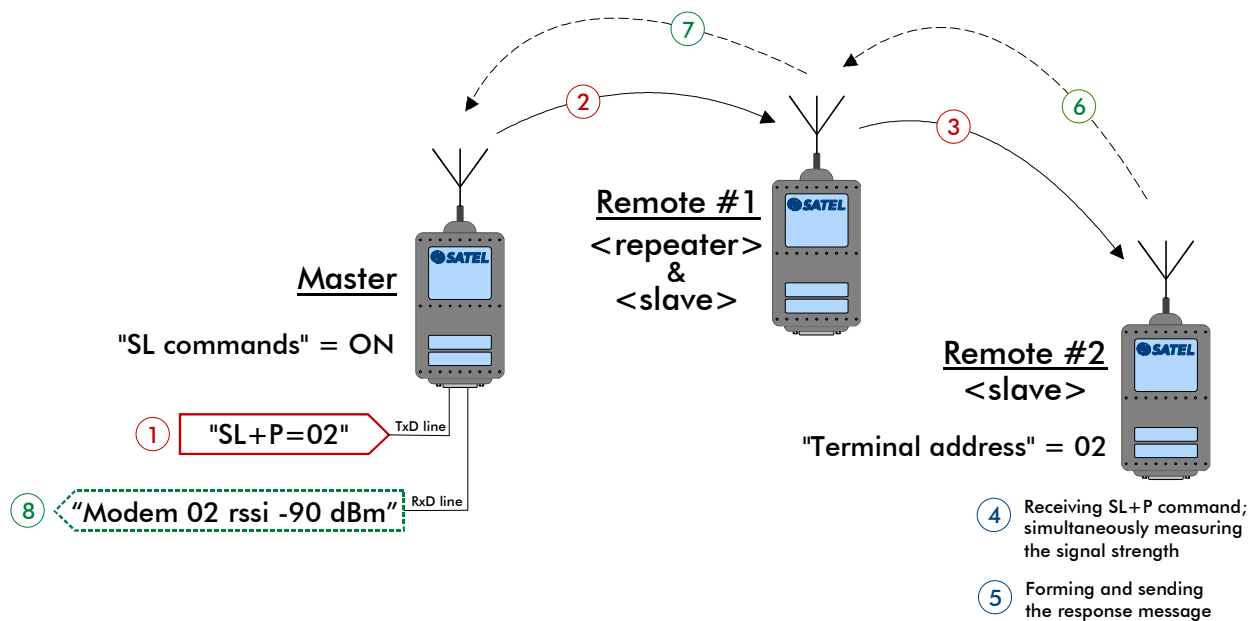 7
2
6
3
SATEL
Remote #1
<repeater>
&
<slave>
SATEL
Master
"SL commands" = ON
SATEL
Remote #2
<slave>
"Terminal address" = 02
1
"SL+P=02"
TxD line
8
“Modem 02 rssi -90 dBm”
RxD line
4
Receiving SL+P command;
simultaneously measuring
the signal strength
5
Forming and sending
the response message